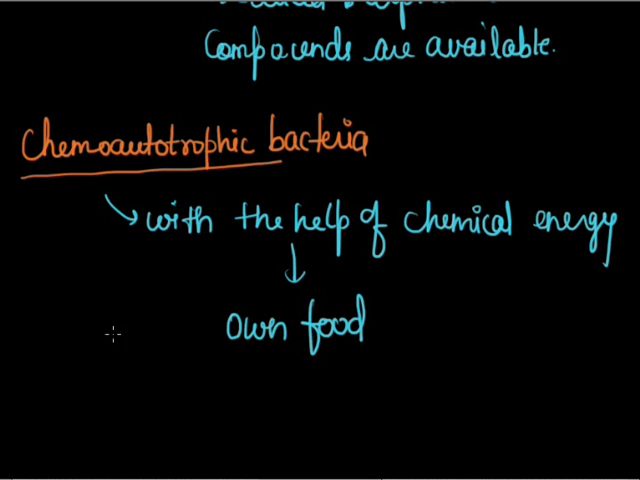 Compounds are available.
Chemoautotrophic bacteria
with the help of chemical energy
own food